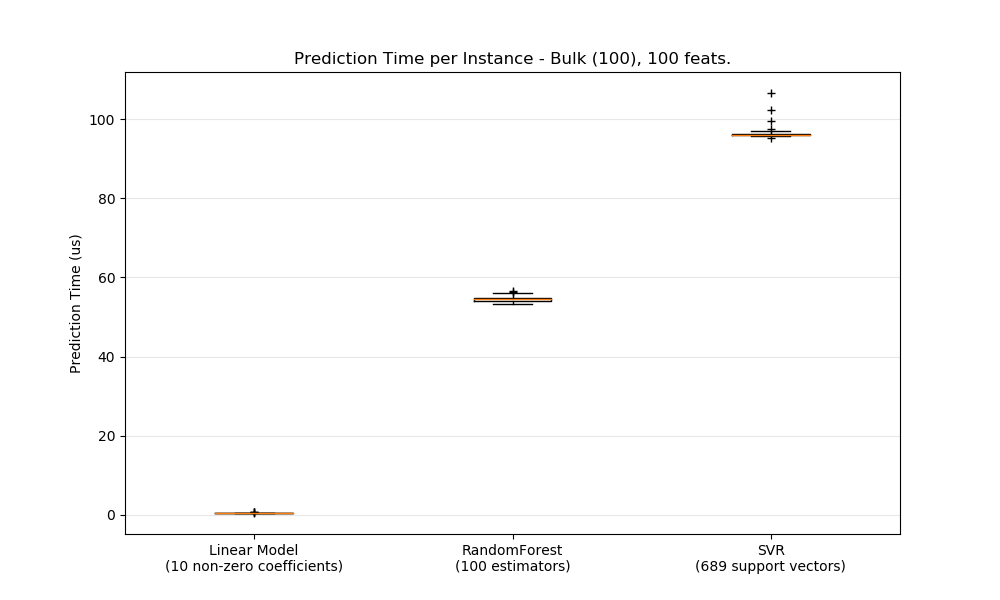 Prediction Time per Instance - Bulk (100), 100 feats.
Prediction Time (us)
100
80
60
40
20
0
Linear Model
(10 non-zero coefficients)
RandomForest
(100 estimators)
SVR
(689 support vectors)